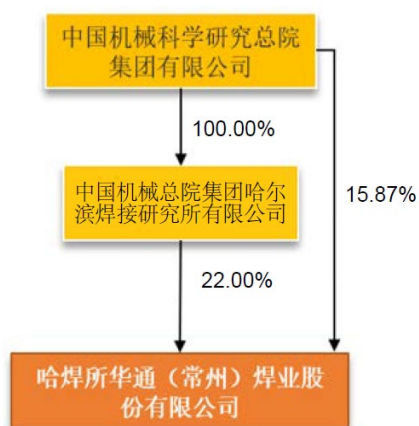 中国机械科学研究总院
集团有限公司
100.00%
中国机械总院集团哈尔
滨焊接研究所有限公司
15.87%
22.00%
哈焊所华通（常州）焊业股
份有限公司